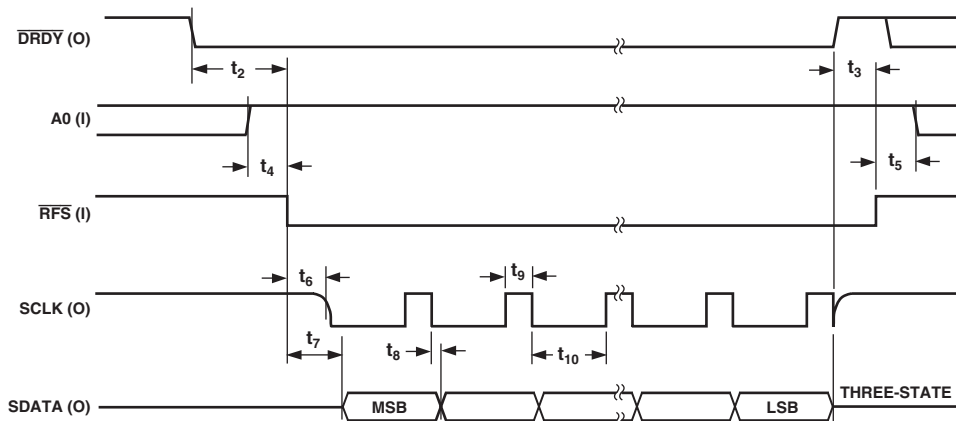 DRDY (O)
t2
t3
A0 (I)
t4
t5
RFS (I)
t6
t9
SCLK (O)
t7
t8
t10
THREE-STATE
SDATA (O)
MSB
LSB